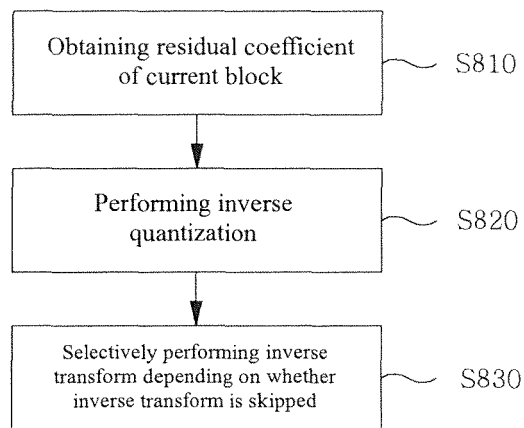 Obtaining residual coefficient
of current block
S810
Performing inverse
quantization
S820
Selectively performing inverse
transform depending on whether
inverse transform is skipped
S830